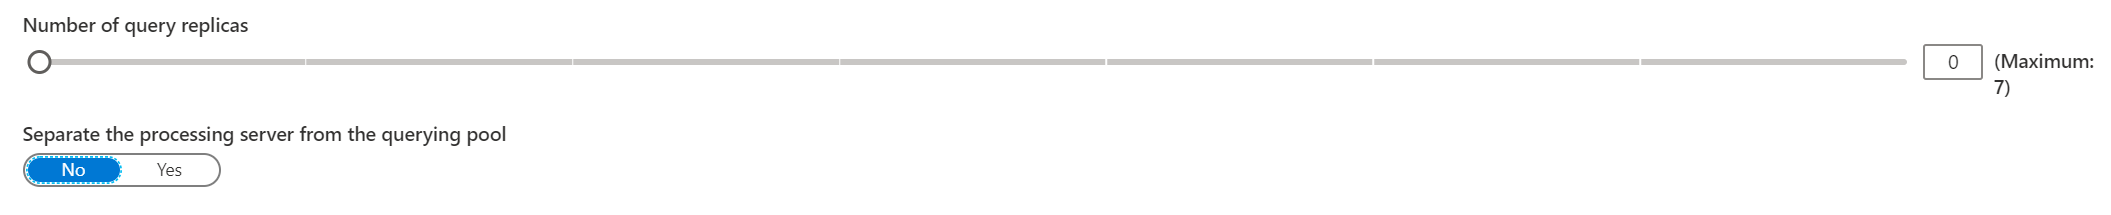 Number of query replicas
0
(Maximum:
7)
Separate the processing server from the querying pool
No
Yes